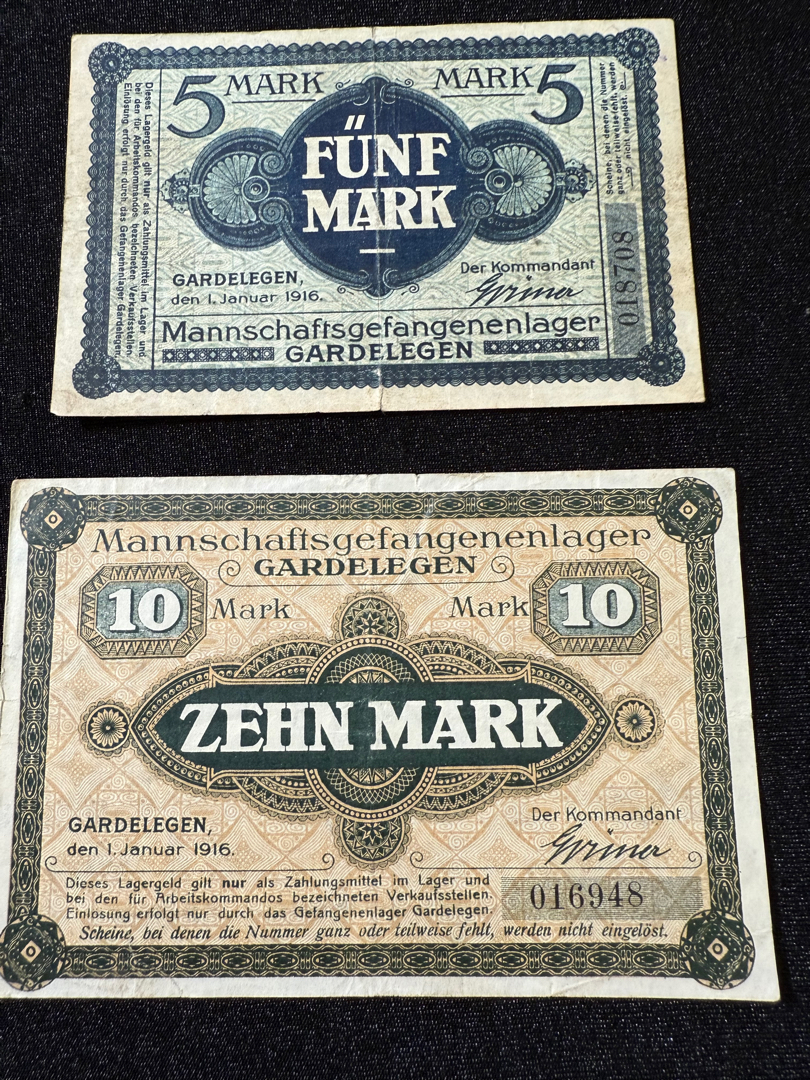 5 MARK MARK 5
FÜNF
MARK
GARDELEGEN,
den 1. Januar 1916.
Der Kommandant
Mannschaftsgefangenenlager
GARDELEGEN
Dieses Lagergeld gilt nur als Zahlungsmittel im Lager und
bei den für Arbeitskommandos bezeichneten Verkaufsstellen.
Einlösung erfolgt nur durch das Gefangenenlager Gardelegen.
Scheine, bei denen die Nummer
ganz oder teilweise fehlt, werden
nicht eingelöst.
018708
Mannschaftsgefangenenlager
GARDELEGEN
10 Mark Mark 10
ZEHN MARK
GARDELEGEN,
den 1. Januar 1916.
Der Kommandant
Dieses Lagergeld gilt nur als Zahlungsmittel im Lager und
bei den für Arbeitskommandos bezeichneten Verkaufsstellen.
Einlösung erfolgt nur durch das Gefangenenlager Gardelegen.
016948
Scheine, bei denen die Nummer ganz oder teilweise fehlt, werden nicht eingelöst.